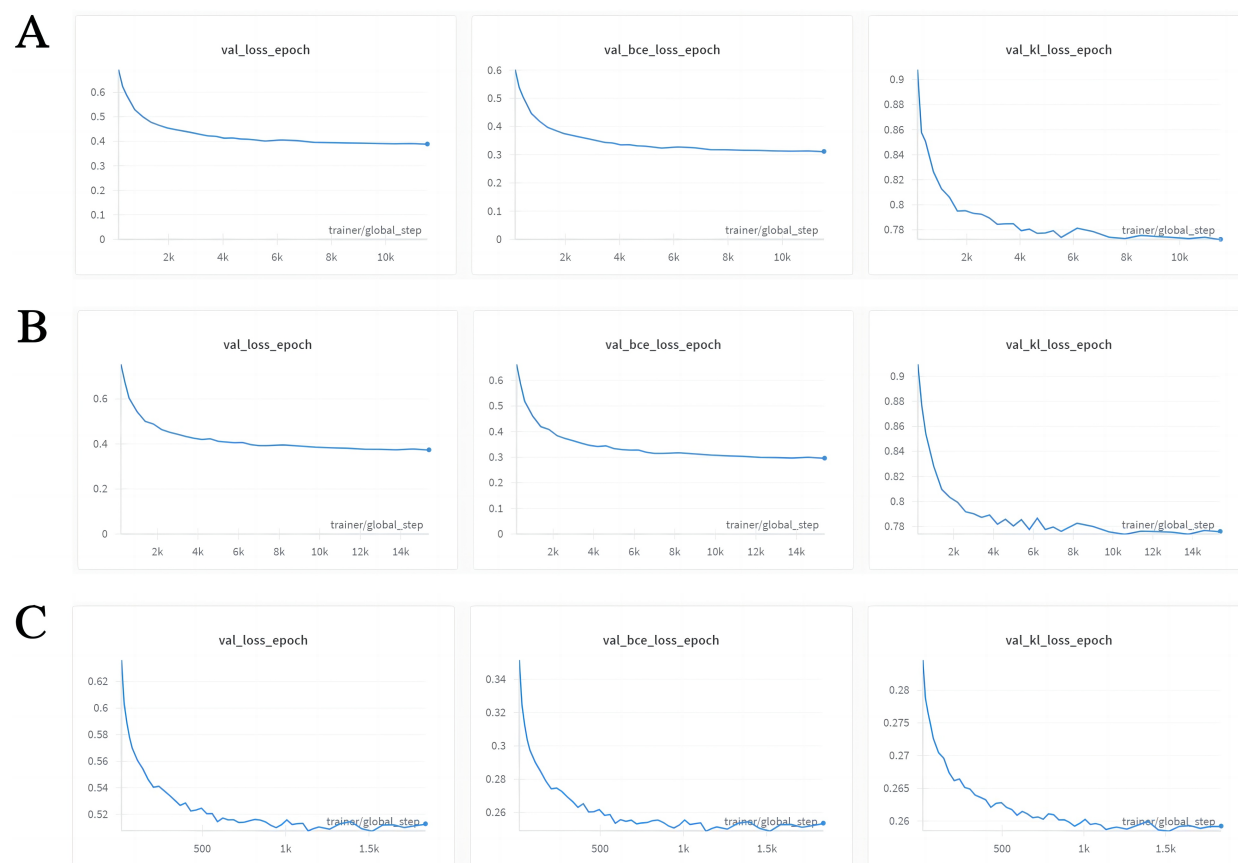 A
val_loss_epoch
0.6
0.5
0.4
0.3
0.2
0.1
0
trainer/global_step
2k 4k 6k 8k 10k
val_bce_loss_epoch
0.6
0.5
0.4
0.3
0.2
0.1
0
trainer/global_step
2k 4k 6k 8k 10k
val_kl_loss_epoch
0.9
0.88
0.86
0.84
0.82
0.8
0.78
trainer/global_step
2k 4k 6k 8k 10k
B
val_loss_epoch
0.6
0.4
0.2
0
trainer/global_step
2k 4k 6k 8k 10k 12k 14k
val_bce_loss_epoch
0.6
0.5
0.4
0.3
0.2
0.1
0
trainer/global_step
2k 4k 6k 8k 10k 12k 14k
val_kl_loss_epoch
0.9
0.88
0.86
0.84
0.82
0.8
0.78
trainer/global_step
2k 4k 6k 8k 10k 12k 14k
C
val_loss_epoch
0.62
0.6
0.58
0.56
0.54
0.52
trainer/global_step
500 1k 1.5k
val_bce_loss_epoch
0.34
0.32
0.3
0.28
0.26
trainer/global_step
500 1k 1.5k
val_kl_loss_epoch
0.28
0.275
0.27
0.265
0.26
trainer/global_step
500 1k 1.5k